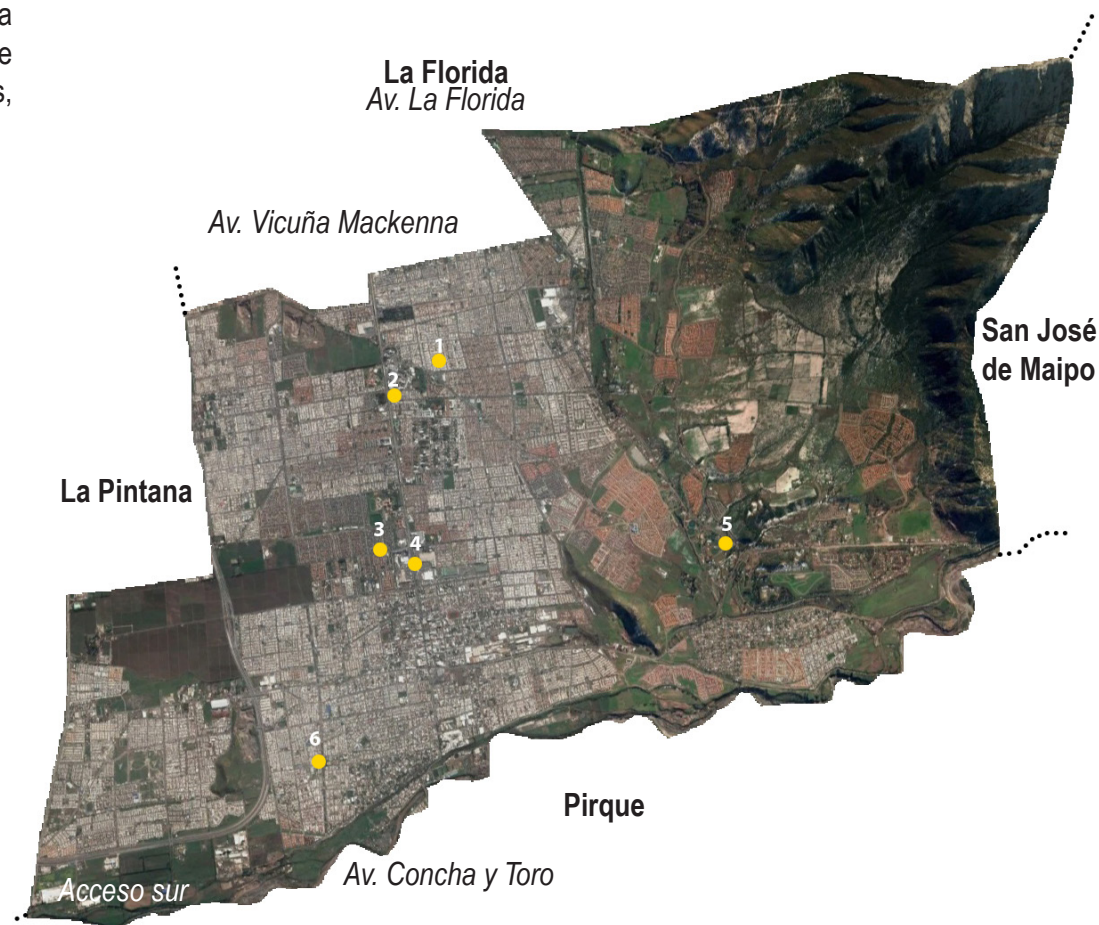 a
e
s,
La Florida
Av. La Florida
Av. Vicuña Mackenna
1
2
San José
de Maipo
La Pintana
3
4
5
6
Pirque
Av. Concha y Toro
Acceso sur